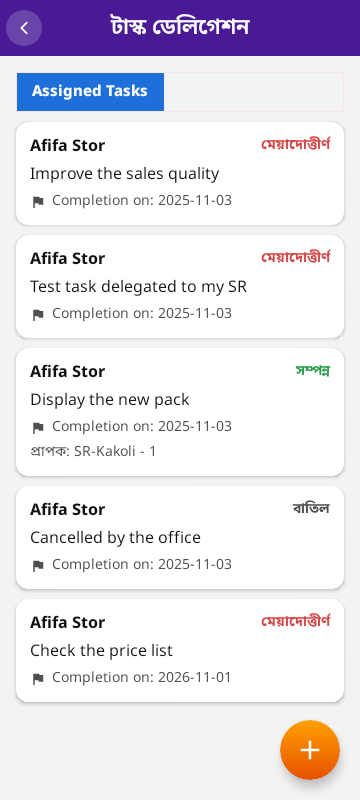 টাস্ক ডেলিগেশন
Assigned Tasks
Afifa Stor
মেয়াদোত্তীর্ণ
Improve the sales quality
Completion on: 2025-11-03
Afifa Stor
মেয়াদোত্তীর্ণ
Test task delegated to my SR
Completion on: 2025-11-03
Afifa Stor
সম্পন্ন
Display the new pack
Completion on: 2025-11-03
প্রাপক: SR-Kakoli - 1
Afifa Stor
বাতিল
Cancelled by the office
Completion on: 2025-11-03
Afifa Stor
মেয়াদোত্তীর্ণ
Check the price list
Completion on: 2026-11-01